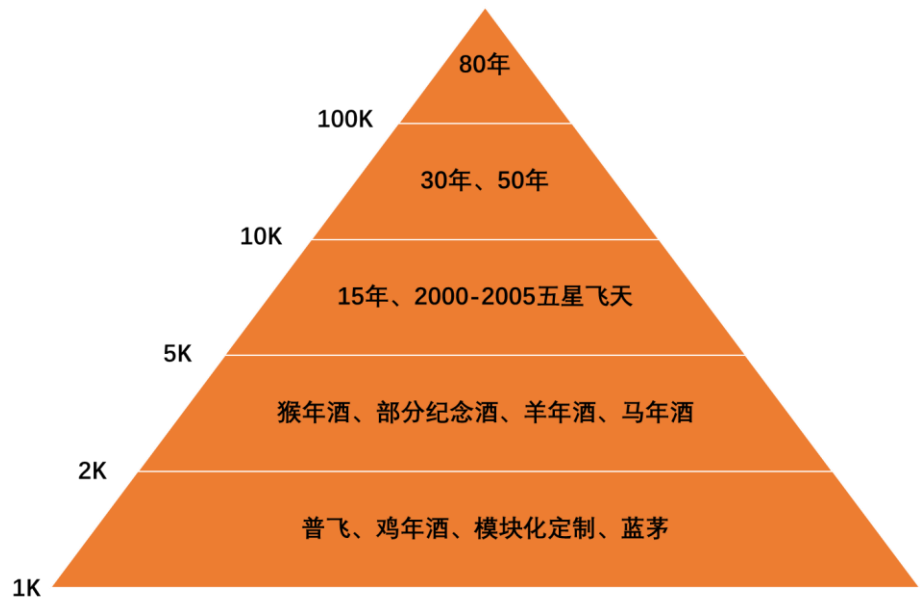 80年
100K
30年、50年
10K
15年、2000-2005五星飞天
5K
猴年酒、部分纪念酒、羊年酒、马年酒
2K
普飞、鸡年酒、模块化定制、蓝茅
1K